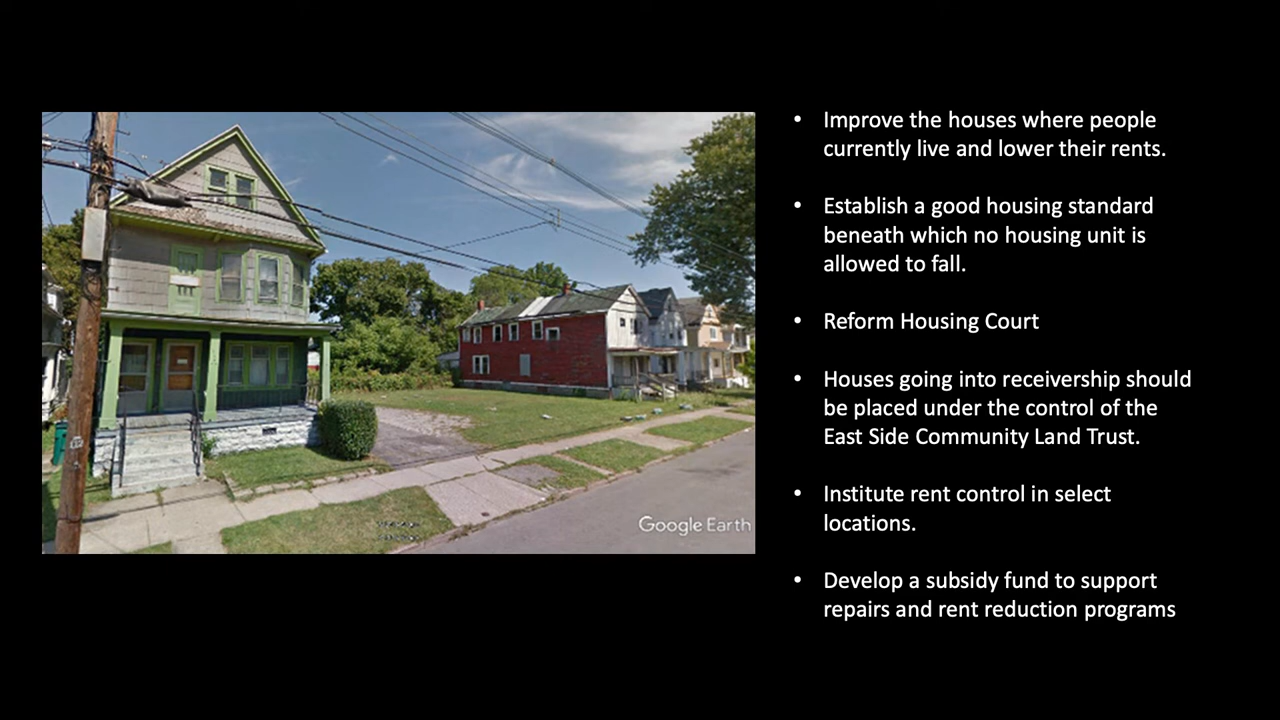 • Improve the houses where people
currently live and lower their rents.
• Establish a good housing standard
beneath which no housing unit is
allowed to fall.
• Reform Housing Court
• Houses going into receivership should
be placed under the control of the
East Side Community Land Trust.
• Institute rent control in select
locations.
• Develop a subsidy fund to support
repairs and rent reduction programs
Google Earth